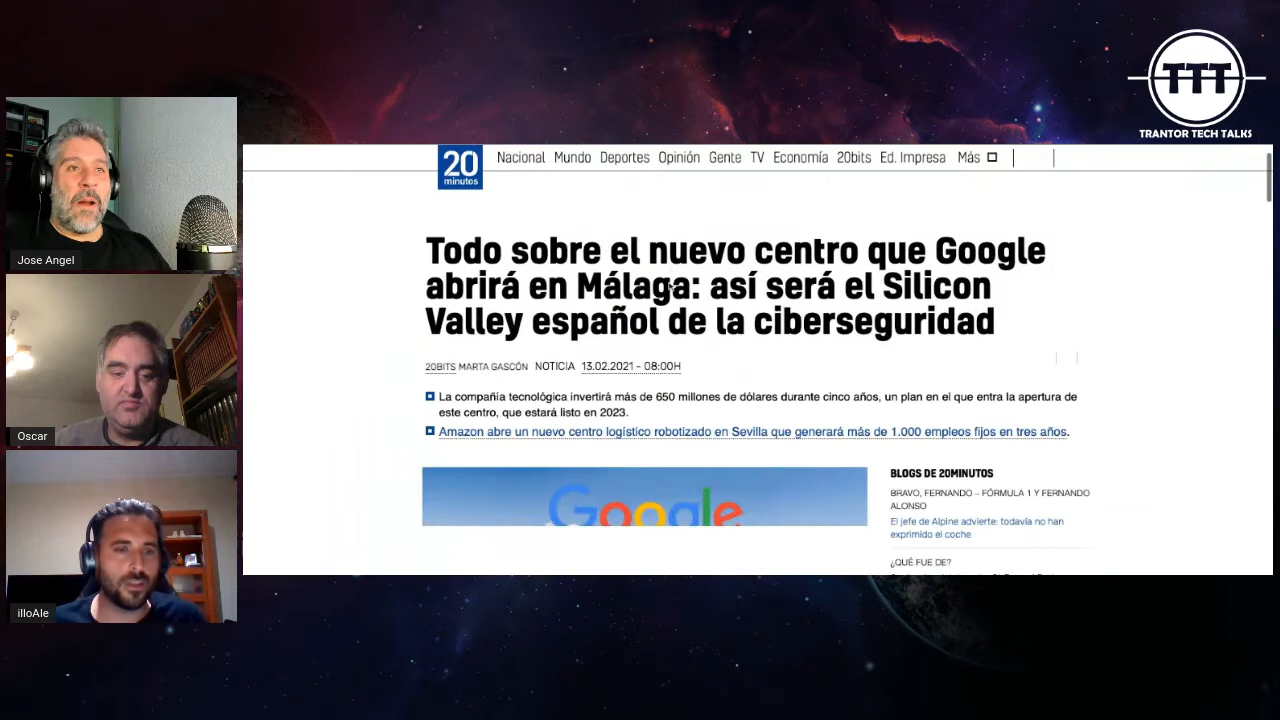 TTT
TRANTOR TECH TALKS
Jose Angel
Oscar
illoAle
20
minutos
Nacional Mundo Deportes Opinión Gente TV Economía 20bits Ed. Impresa Más
Todo sobre el nuevo centro que Google
abrirá en Málaga: así será el Silicon
Valley español de la ciberseguridad
20BITS MARTA GASCÓN NOTICIA 13.02.2021 - 08:00H
La compañía tecnológica invertirá más de 650 millones de dólares durante cinco años, un plan en el que entra la apertura de
este centro, que estará listo en 2023.
Amazon abre un nuevo centro logístico robotizado en Sevilla que generará más de 1.000 empleos fijos en tres años.
Google
BLOGS DE 20MINUTOS
BRAVO, FERNANDO – FÓRMULA 1 Y FERNANDO
ALONSO
El jefe de Alpine advierte: todavía no han
exprimido el coche
¿QUÉ FUE DE?